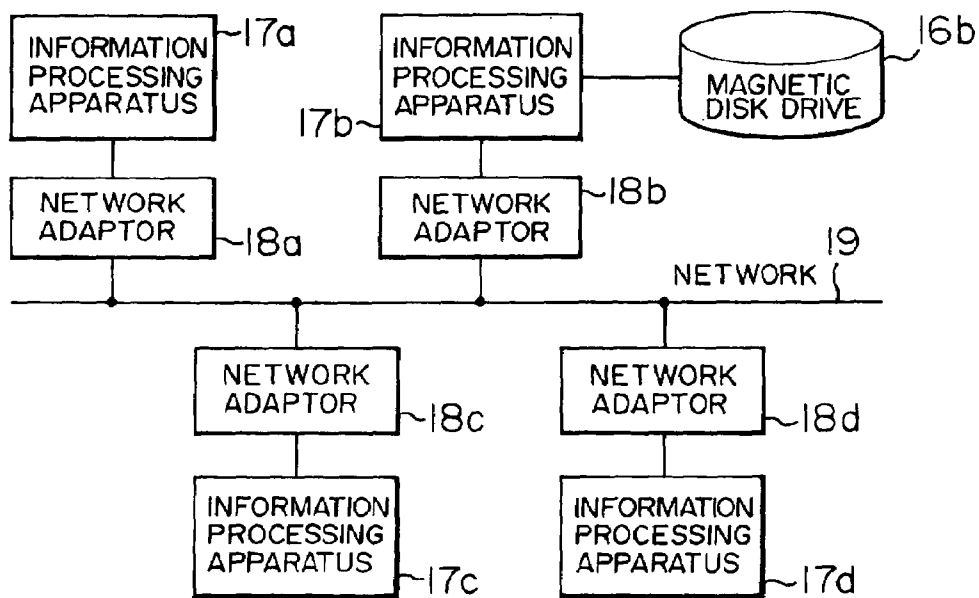 INFORMATION
PROCESSING
APPARATUS
17a
INFORMATION
PROCESSING
APPARATUS
17b
MAGNETIC
DISK DRIVE
16b
NETWORK
ADAPTOR
18a
NETWORK
ADAPTOR
18b
NETWORK
19
NETWORK
ADAPTOR
18c
NETWORK
ADAPTOR
18d
INFORMATION
PROCESSING
APPARATUS
17c
INFORMATION
PROCESSING
APPARATUS
17d